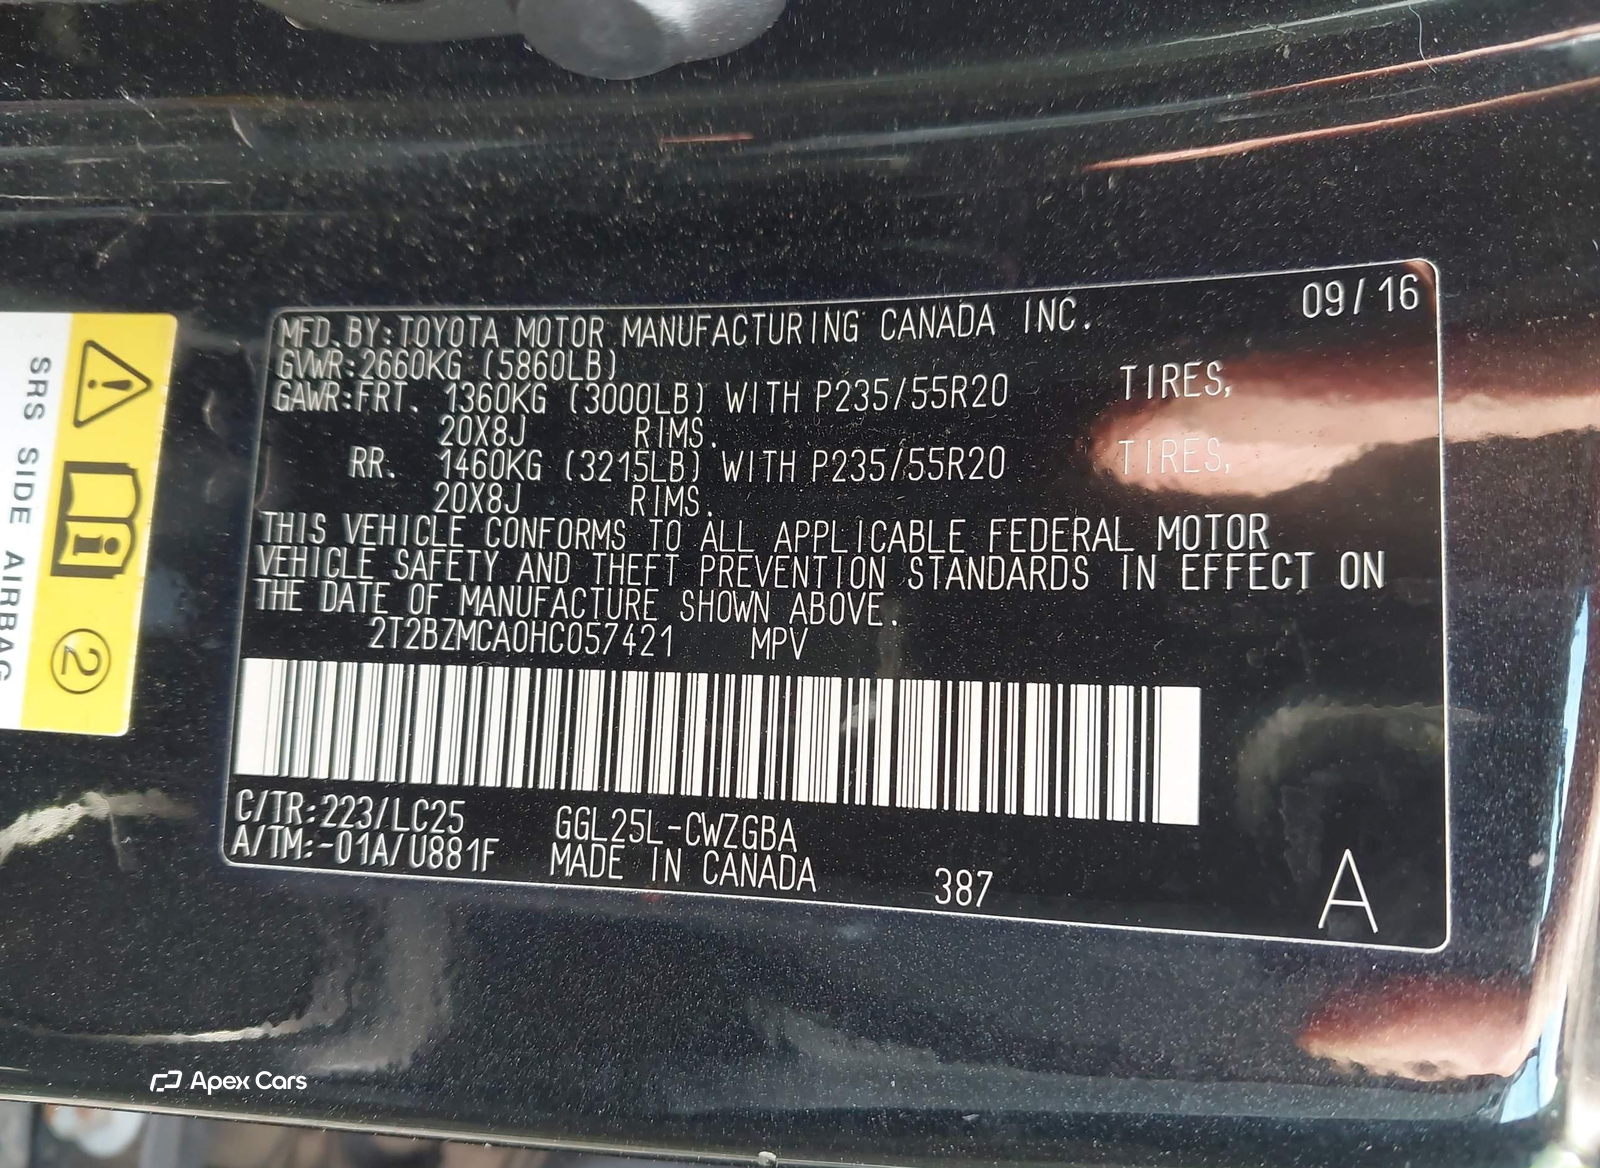 MFD.BY:TOYOTA MOTOR MANUFACTURING CANADA INC. 09/16
GVWR:2660KG (5860LB)
GAWR:FRT. 1360KG (3000LB) WITH P235/55R20 TIRES,
20X8J RIMS.
RR. 1460KG (3215LB) WITH P235/55R20 TIRES,
20X8J RIMS.
THIS VEHICLE CONFORMS TO ALL APPLICABLE FEDERAL MOTOR
VEHICLE SAFETY AND THEFT PREVENTION STANDARDS IN EFFECT ON
THE DATE OF MANUFACTURE SHOWN ABOVE.
2T2BZMCA0HC057421 MPV
C/TR:223/LC25 GGL25L-CWZGBA
A/TM:-01A/U881F MADE IN CANADA 387 A
SRS SIDE AIRBAG
2
Apex Cars